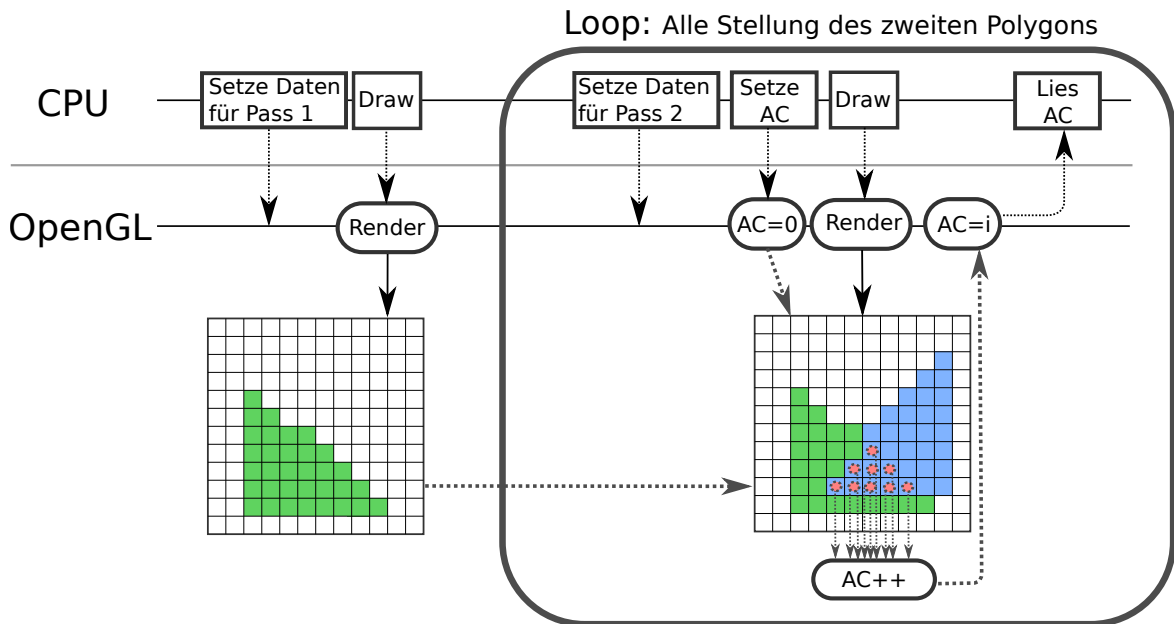 Loop: Alle Stellung des zweiten Polygons
CPU
Setze Daten
für Pass 1
Draw
Setze Daten
für Pass 2
Setze
AC
Draw
Lies
AC
OpenGL
Render
AC=0
Render
AC=i
AC++